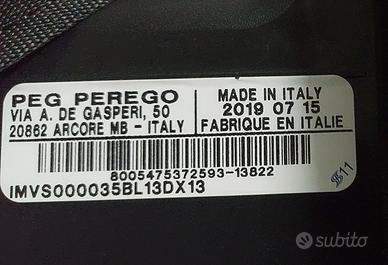 PEG PEREGO
VIA A. DE GASPERI, 50
20862 ARCORE MB - ITALY
MADE IN ITALY
2019 07 15
FABRIQUE EN ITALIE
8005475372593-13822
IMVS000035BL13DX13
11
subito